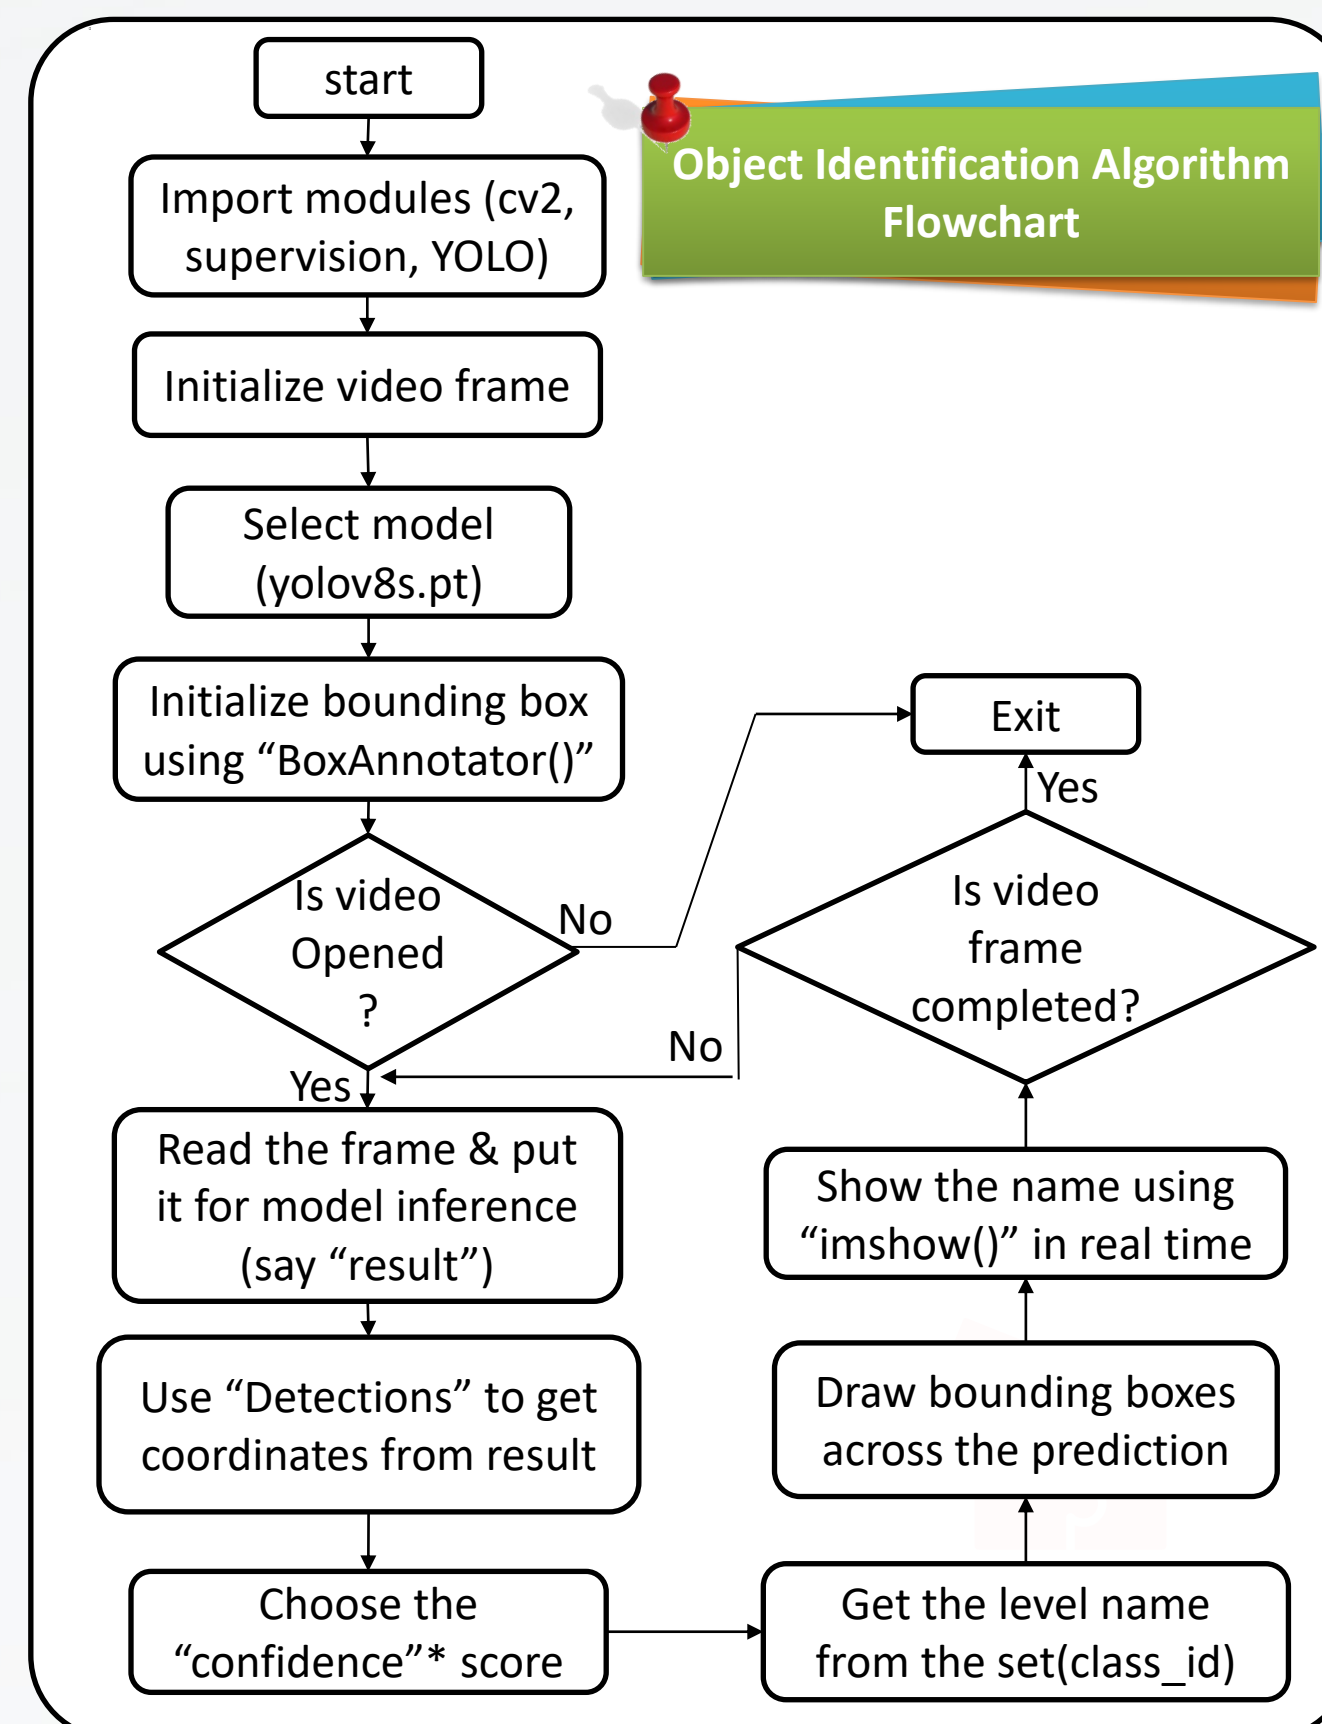 Object Identification Algorithm
Flowchart
start
Import modules (cv2,
supervision, YOLO)
Initialize video frame
Select model
(yolov8s.pt)
Initialize bounding box
using “BoxAnnotator()”
Is video
Opened
?
No
Yes
Read the frame & put
it for model inference
(say “result”)
Use “Detections” to get
coordinates from result
Choose the
“confidence”* score
Get the level name
from the set(class_id)
Draw bounding boxes
across the prediction
Show the name using
“imshow()” in real time
Is video
frame
completed?
No
Yes
Exit